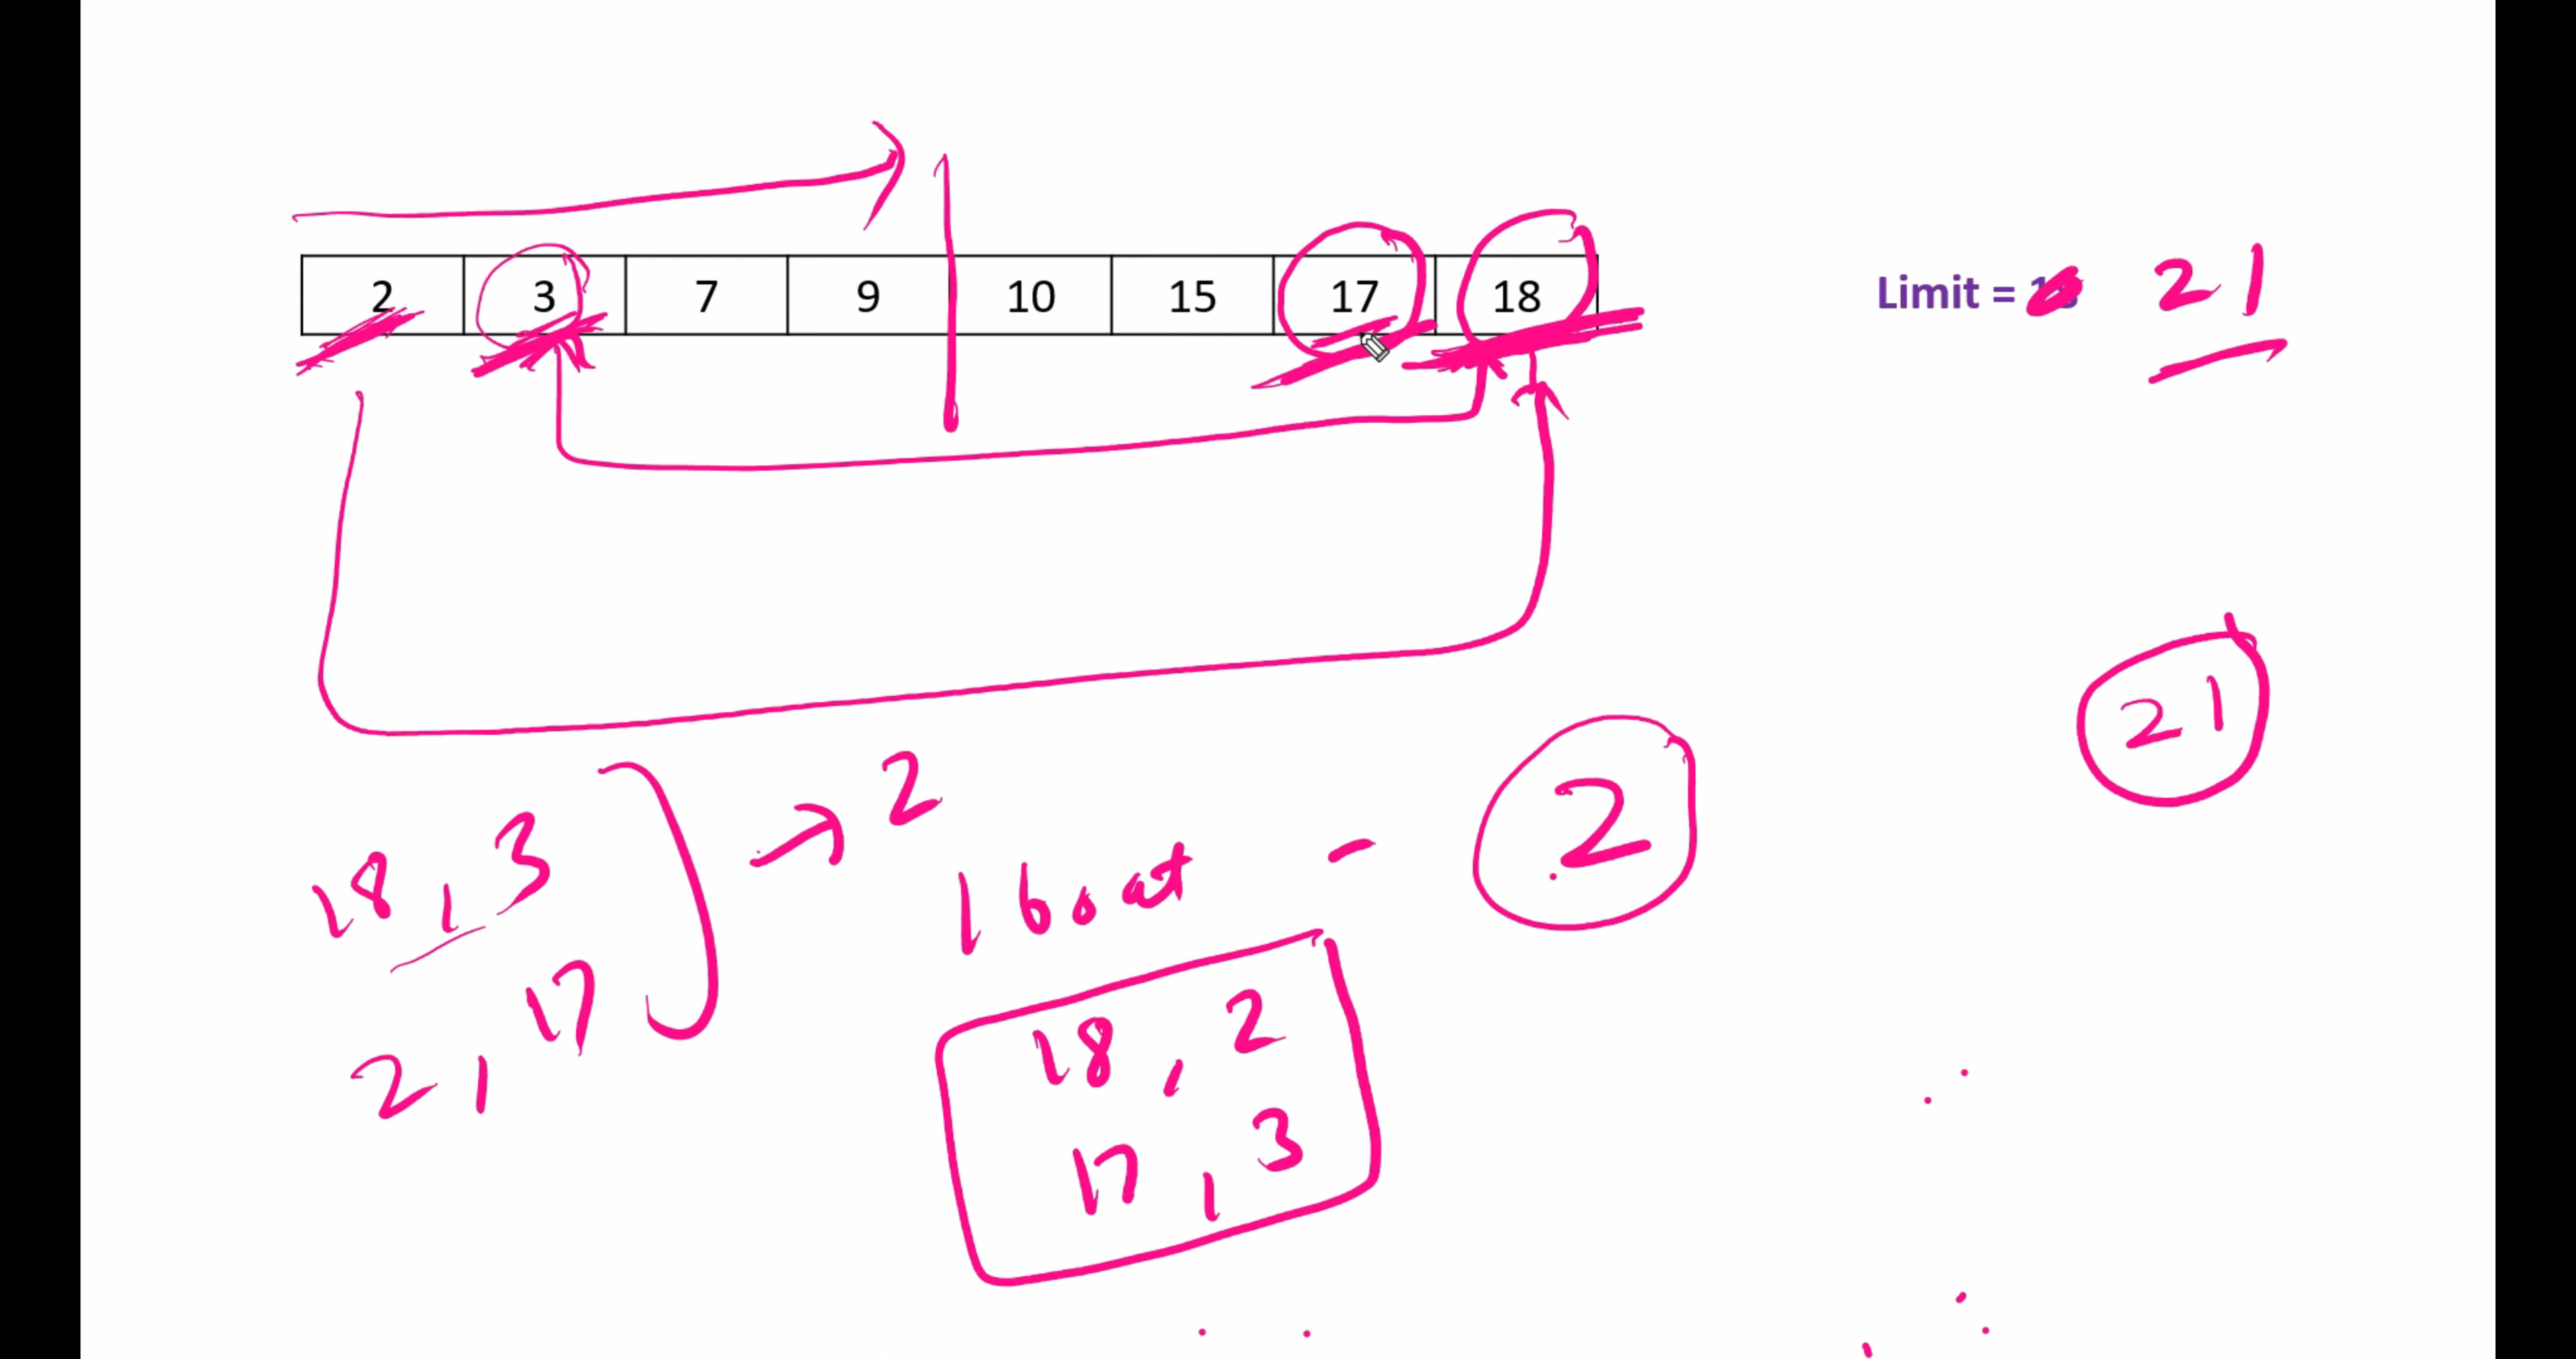 2 3 7 9 10 15 17 18
Limit = 21
21
18, 3 → 2
2, 17
1 boat - 2
18, 2
17, 3